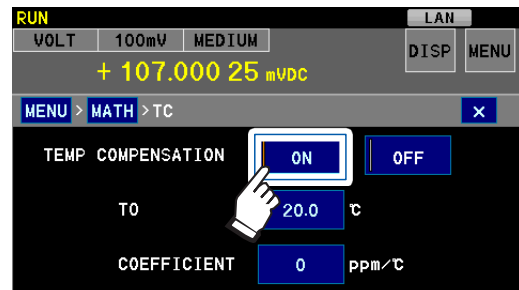 RUN LAN
VOLT 100mV MEDIUM DISP MENU
+ 107.000 25 mVDC
MENU > MATH > TC ×
TEMP COMPENSATION ON OFF
T0 20.0 ℃
COEFFICIENT 0 ppm/℃